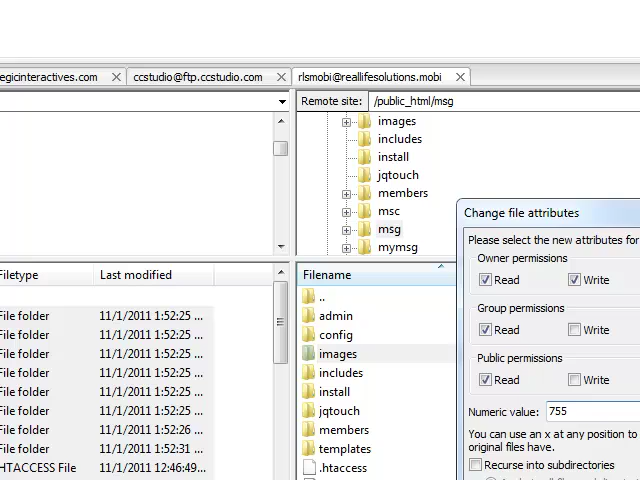 egicinteractives.com ccstudio@ftp.ccstudio.com rlsmobi@reallifesolutions.mobi
Remote site: /public_html/msg
images
includes
install
jqtouch
members
msc
msg
mymsg
Change file attributes
Please select the new attributes for
Owner permissions
Read Write
Group permissions
Read Write
Public permissions
Read Write
Numeric value: 755
You can use an x at any position to
original files have.
Recurse into subdirectories
Filetype Last modified Filename
..
File folder 11/1/2011 1:52:25 ... admin
File folder 11/1/2011 1:52:25 ... config
File folder 11/1/2011 1:52:25 ... images
File folder 11/1/2011 1:52:25 ... includes
File folder 11/1/2011 1:52:25 ... install
File folder 11/1/2011 1:52:25 ... jqtouch
File folder 11/1/2011 1:52:26 ... members
File folder 11/1/2011 1:52:31 ... templates
HTACCESS File 11/1/2011 12:46:49... .htaccess